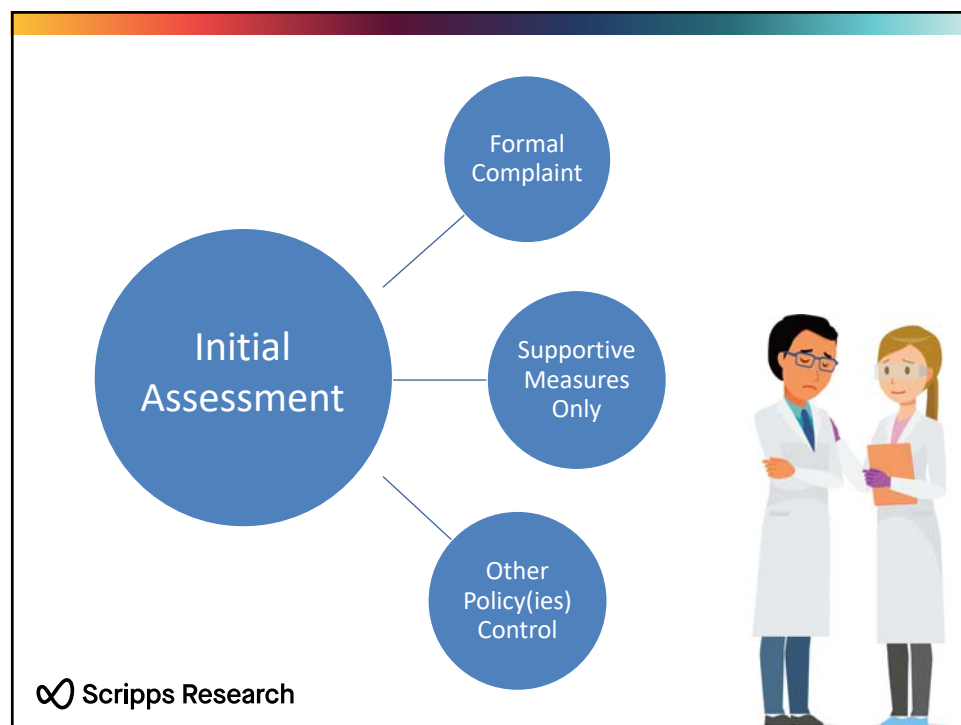 Formal
Complaint
Initial
Assessment
Supportive
Measures
Only
Other
Policy(ies)
Control
Scripps Research